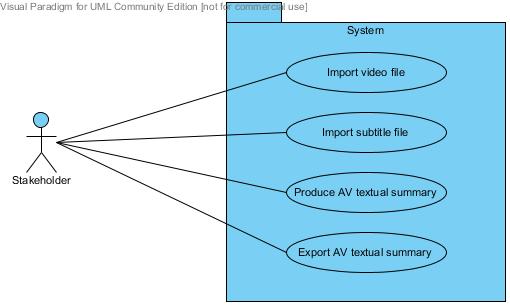 Visual Paradigm for UML Community Edition [not for commercial use]
System
Import video file
Import subtitle file
Stakeholder
Produce AV textual summary
Export AV textual summary